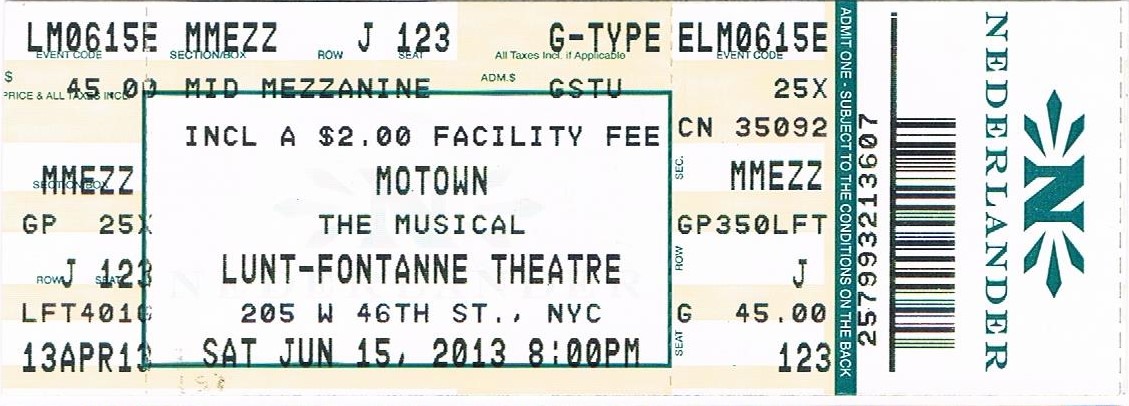 LM0615E MMEZZ J 123 G-TYPE ELM0615E
EVENT CODE SECTION/BOX ROW SEAT All Taxes Incl. if Applicable EVENT CODE
$ 45.00 MID MEZZANINE ADM.$ GSTU 25X
PRICE & ALL TAXES INCL
INCL A $2.00 FACILITY FEE CN 35092
MMEZZ MOTOWN SEC. MMEZZ
SECTION/BOX
GP 25X THE MUSICAL GP350LFT
ROW J SEAT 123 LUNT-FONTANNE THEATRE ROW J
LFT401G 205 W 46TH ST., NYC G 45.00
13APR13 SAT JUN 15, 2013 8:00PM SEAT 123
NEDERLANDER
ADMIT ONE - SUBJECT TO THE CONDITIONS ON THE BACK
257993213607
N
NEDERLANDER